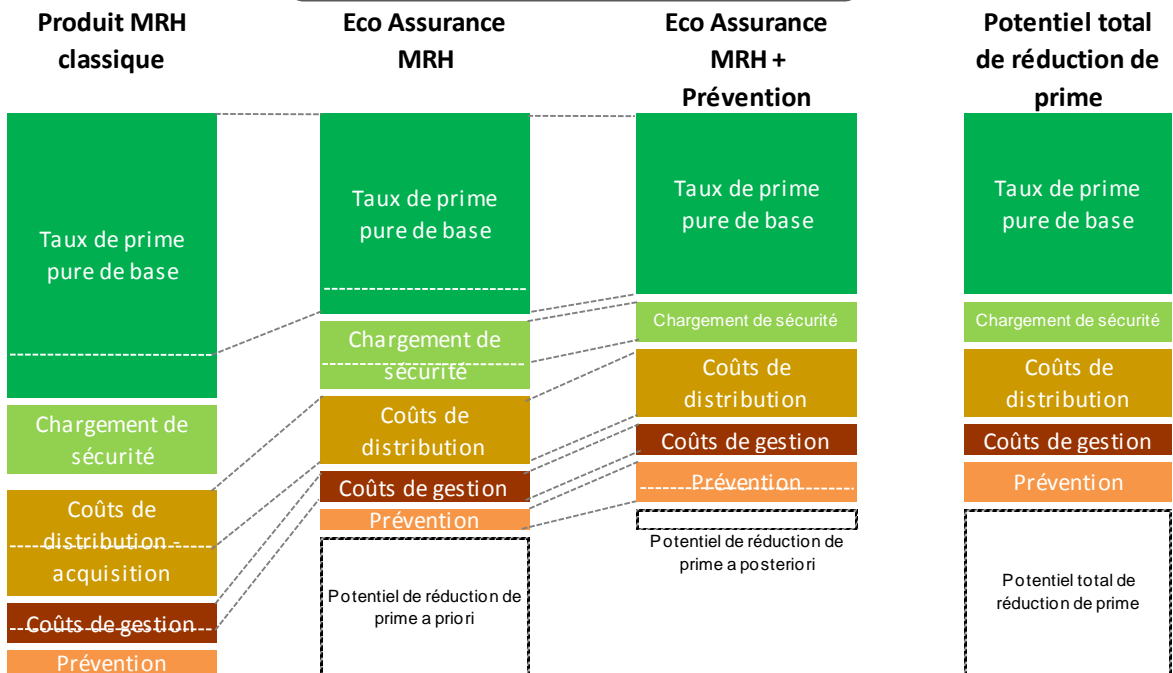 Produit MRH
classique
Taux de prime
pure de base
Chargement de
sécurité
Coûts de
distribution -
acquisition
Coûts de gestion
Prévention
Eco Assurance
MRH
Taux de prime
pure de base
Chargement de
sécurité
Coûts de
distribution
Coûts de gestion
Prévention
Potentiel de réduction de
prime a priori
Eco Assurance
MRH +
Prévention
Taux de prime
pure de base
Chargement de sécurité
Coûts de
distribution
Coûts de gestion
Prévention
Potentiel de réduction de
prime a posteriori
Potentiel total
de réduction de
prime
Taux de prime
pure de base
Chargement de sécurité
Coûts de
distribution
Coûts de gestion
Prévention
Potentiel total de
réduction de prime